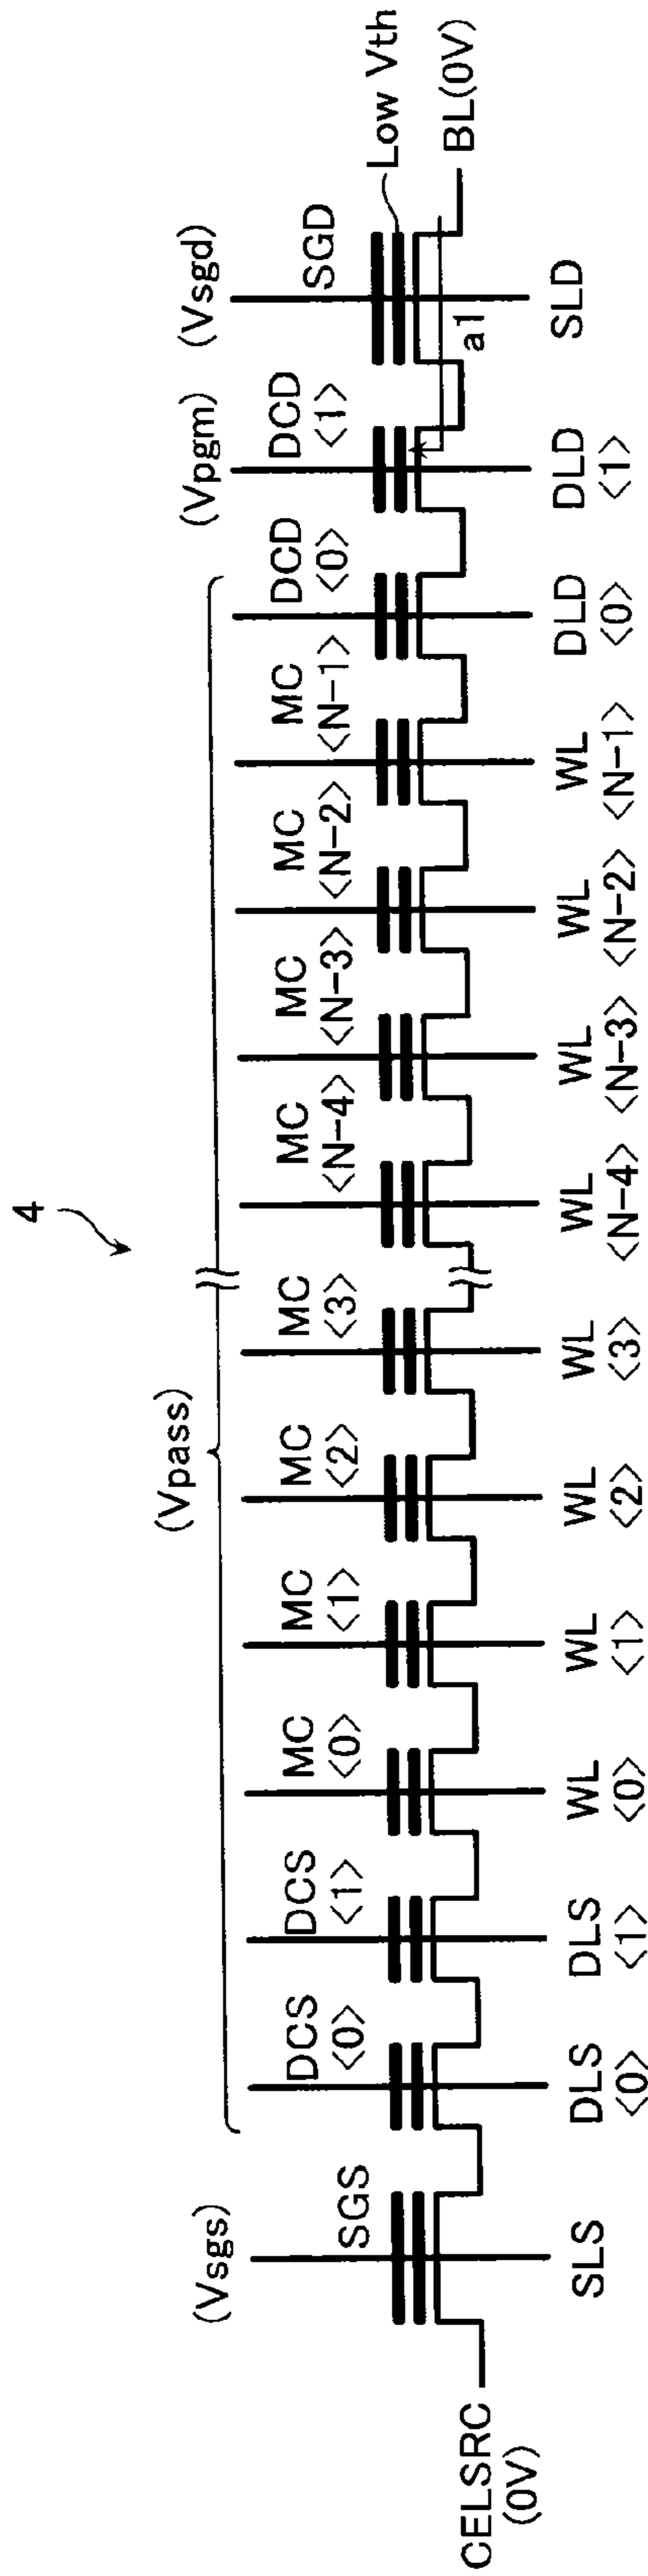 4
(Vsgs)
(Vpass)
(Vpgm)
(Vsgd)
SGS
DCS
<0>
DCS
<1>
MC
<0>
MC
<1>
MC
<2>
MC
<3>
MC
<N-4>
MC
<N-3>
MC
<N-2>
MC
<N-1>
DCD
<0>
DCD
<1>
SGD
Low Vth
CELSRC
(0V)
BL(0V)
a1
SLS
DLS
<0>
DLS
<1>
WL
<0>
WL
<1>
WL
<2>
WL
<3>
WL
<N-4>
WL
<N-3>
WL
<N-2>
WL
<N-1>
DLD
<0>
DLD
<1>
SLD